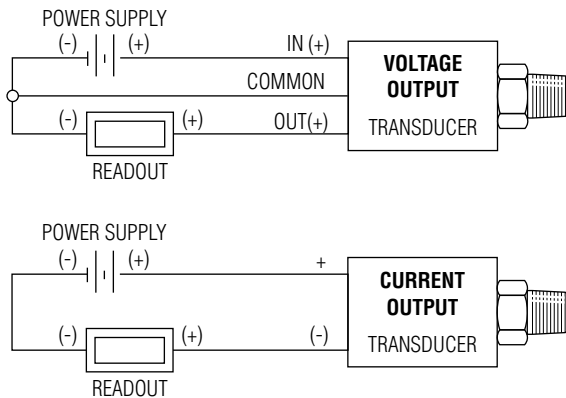 POWER SUPPLY
(-) (+) IN (+)
COMMON
(-) (+) OUT(+)
READOUT
VOLTAGE
OUTPUT
TRANSDUCER
POWER SUPPLY
(-) (+) +
(-) (+) (-)
READOUT
CURRENT
OUTPUT
TRANSDUCER